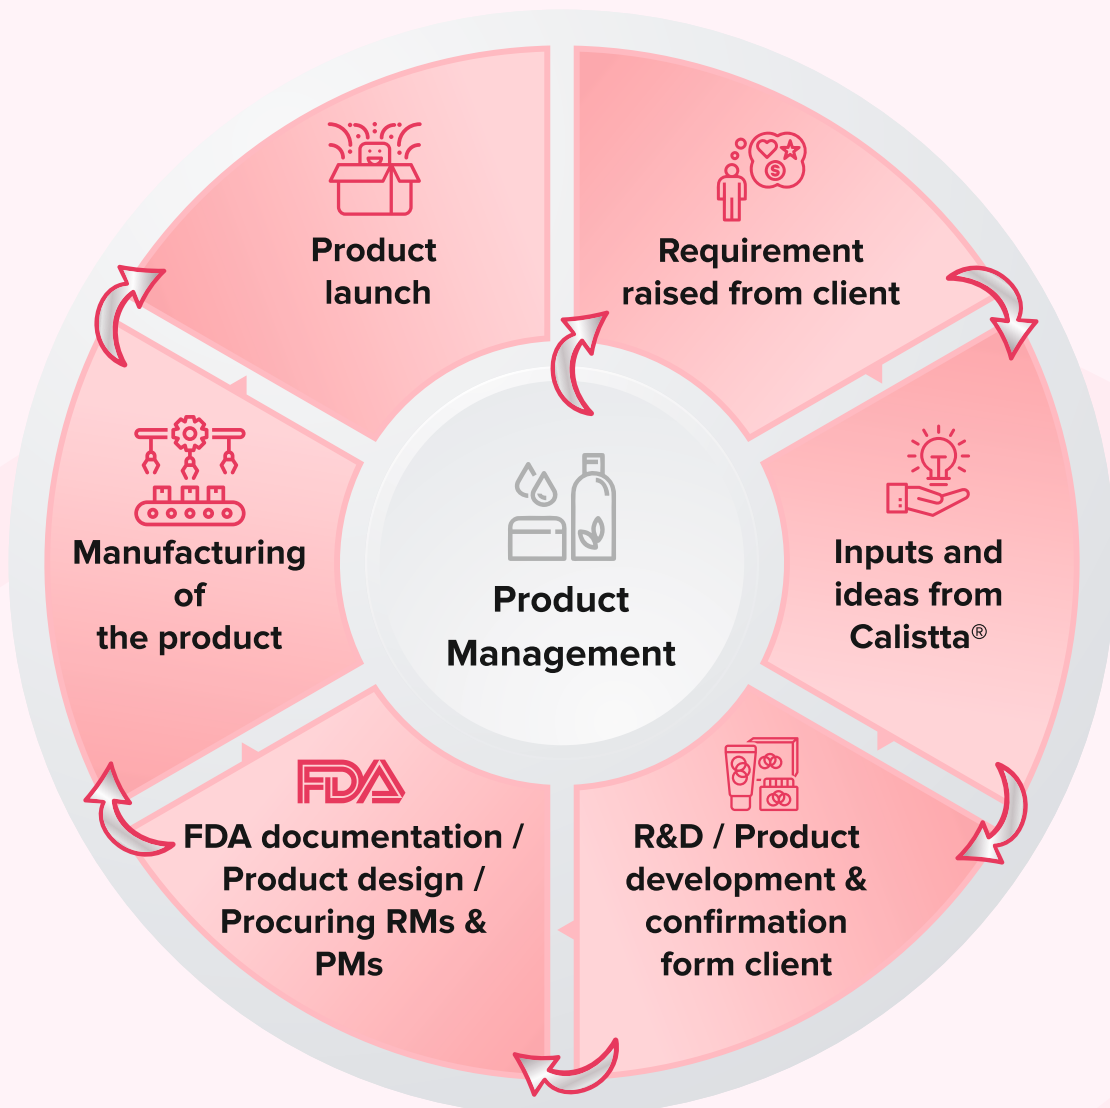 Requirement
raised from client
Inputs and
ideas from
Calistta®
R&D / Product
development &
confirmation
form client
FDA
FDA documentation /
Product design /
Procuring RMs &
PMs
Manufacturing
of
the product
Product
launch
Product
Management